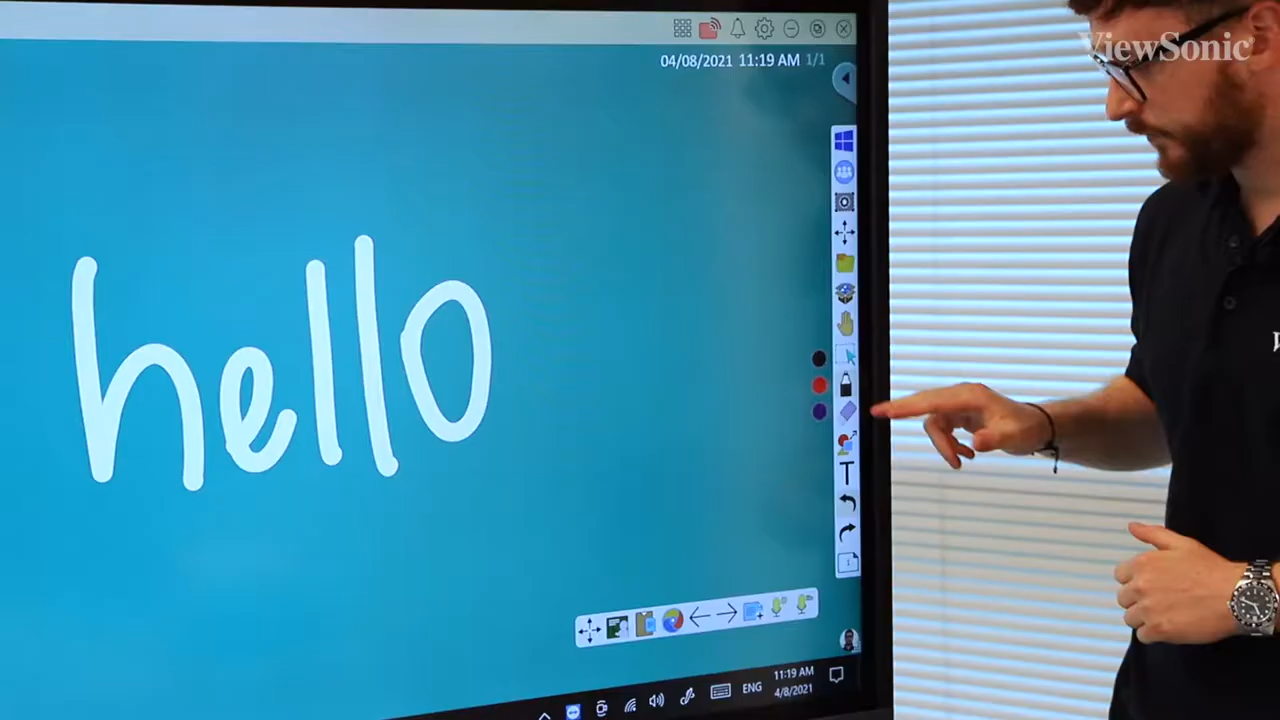 ViewSonic
04/08/2021 11:19 AM 1/1
hello
T
11:19 AM
ENG
4/8/2021